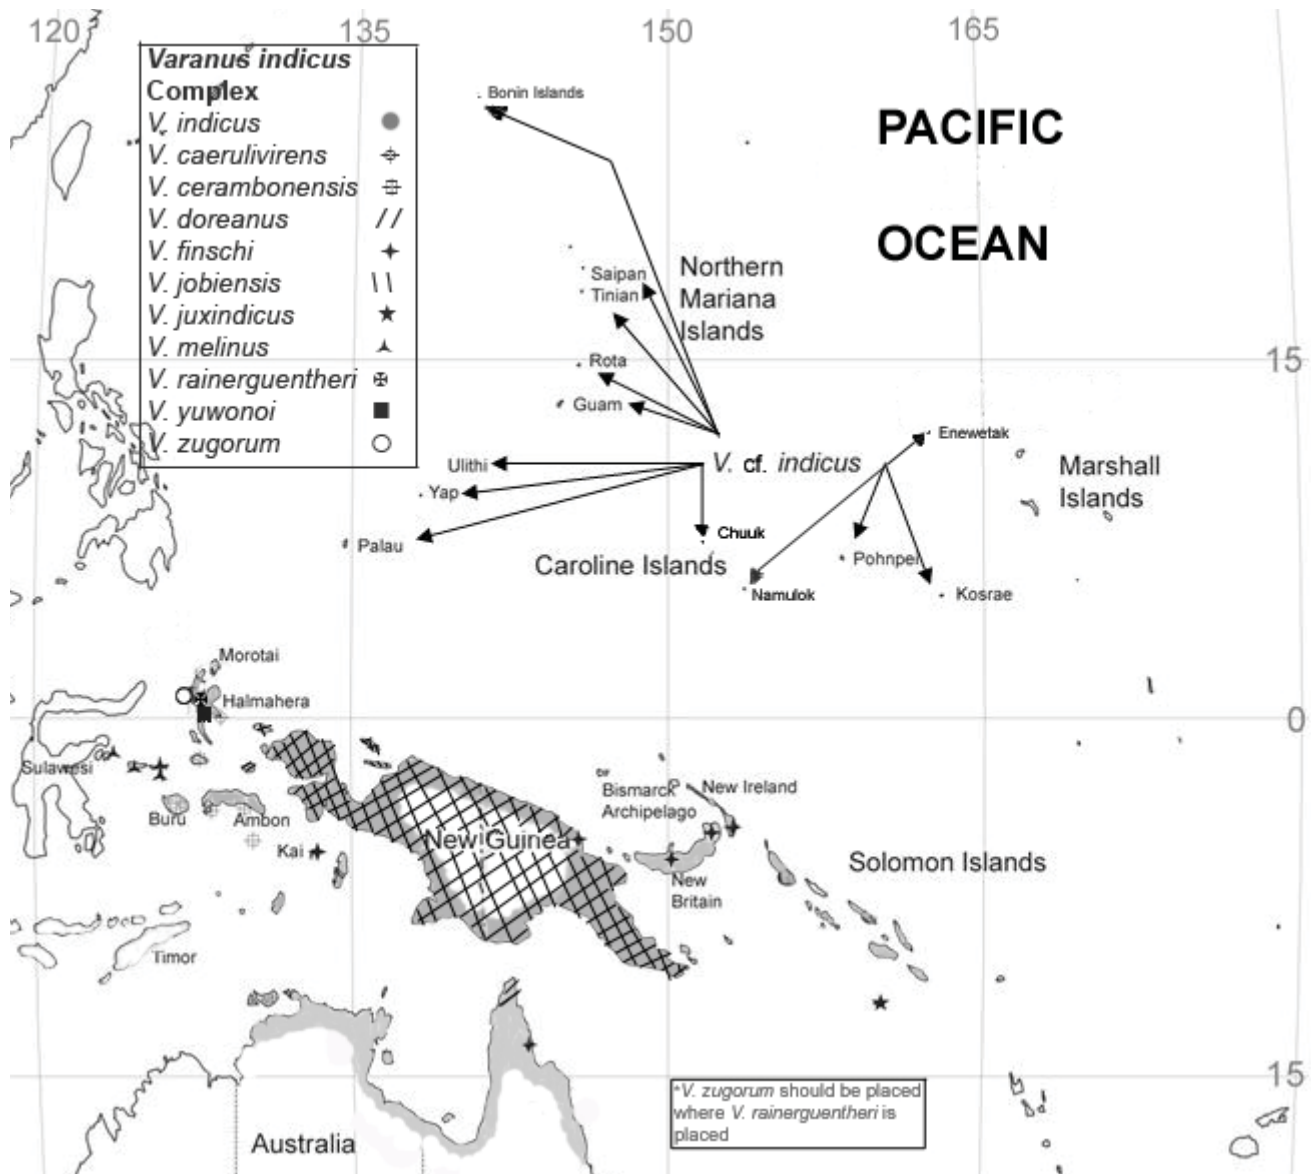 120
135
150
165
Varanus indicus
Complex
V. indicus
V. caerulivirens
V. cerambonensis
V. doreanus
V. finschi
V. jobiensis
V. juxindicus
V. melinus
V. rainerguentheri
V. yuwonoi
V. zugorum
Bonin Islands
PACIFIC
OCEAN
Saipan
Tinian
Northern
Mariana
Islands
Rota
Guam
15
Ulithi
Yap
Palau
V. cf. indicus
Enewetak
Marshall
Islands
Chuuk
Caroline Islands
Pohnpei
Namulok
Kosrae
Morotai
Halmahera
0
Sulawesi
Buru
Ambon
Kai
New Guinea
Bismarck
Archipelago
New Ireland
New
Britain
Solomon Islands
Timor
15
*V. zugorum should be placed
where V. rainerguentheri is
placed
Australia